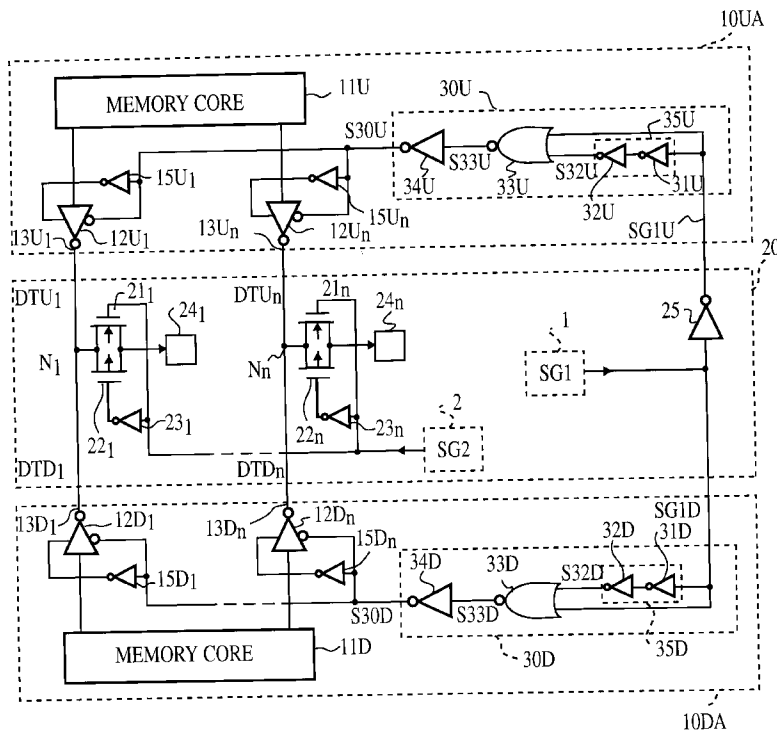 10UA
MEMORY CORE
11U
30U
S30U
35U
15U1
S33U
S32U
34U
33U
32U
31U
15Un
13U1
12U1
13Un
12Un
SG1U
20
DTU1
211
241
DTUn
21n
24n
25
1
SG1
N1
Nn
221
231
22n
23n
2
SG2
DTD1
DTDn
13D1
12D1
13Dn
12Dn
SG1D
15D1
15Dn
34D
33D
32D
31D
S32D
S30D
S33D
MEMORY CORE
11D
30D
35D
10DA